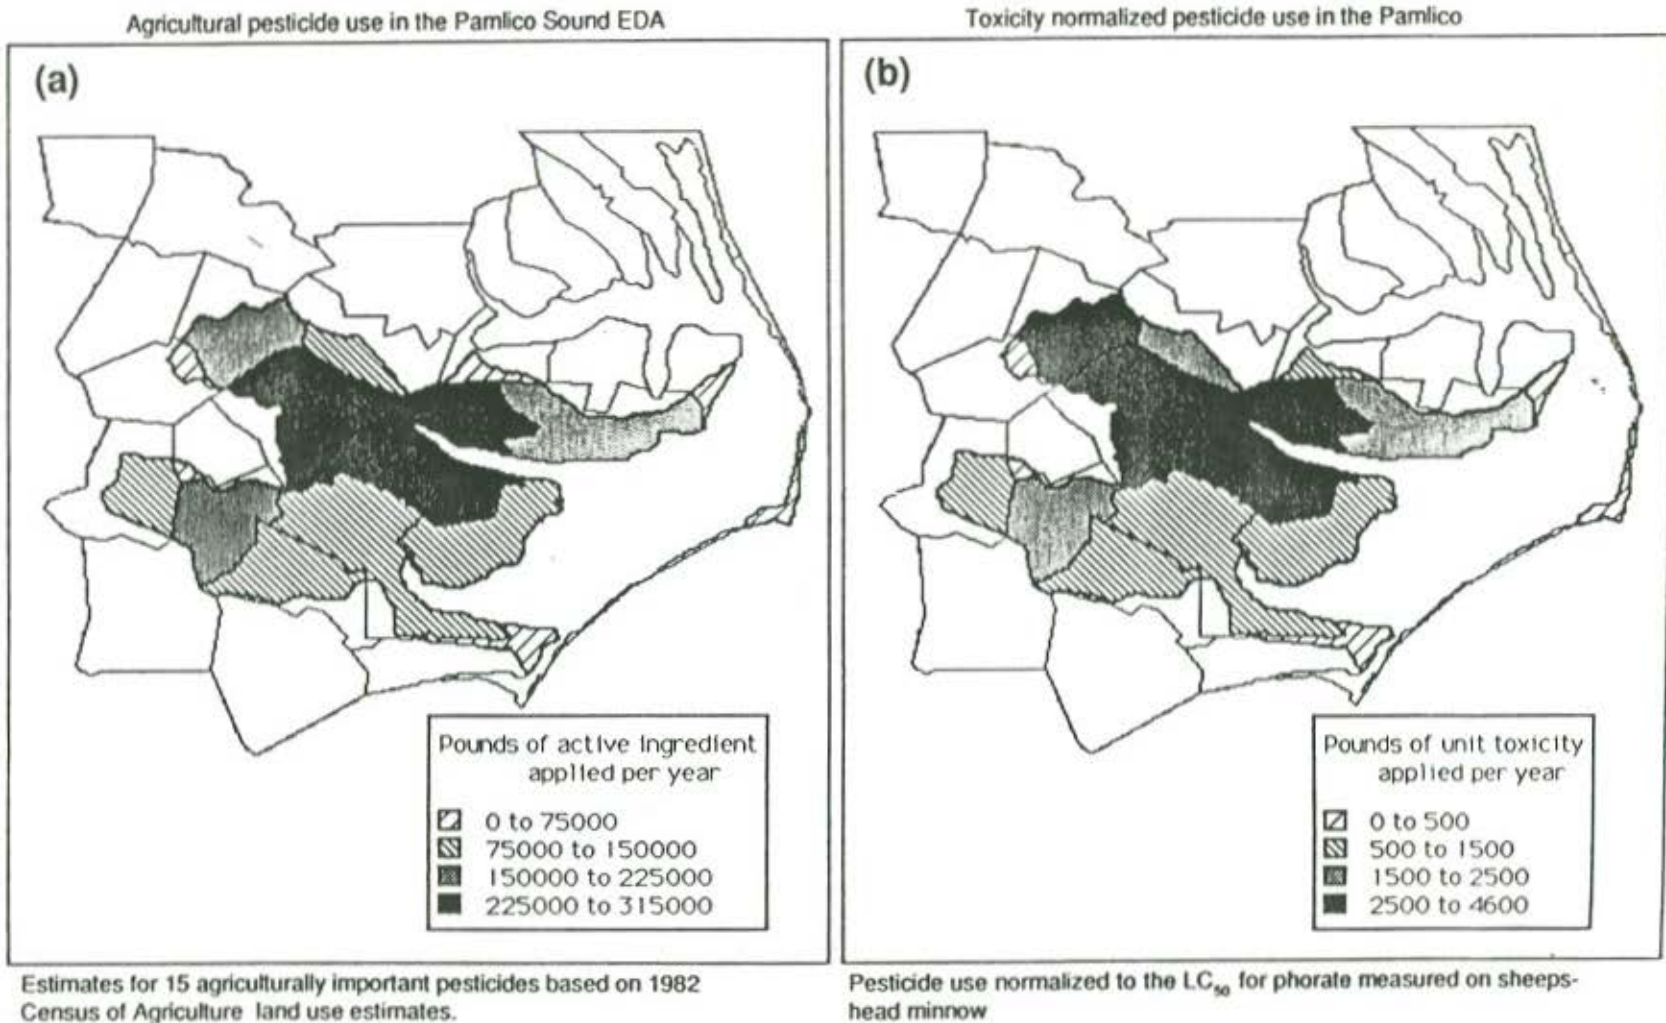 Agricultural pesticide use in the Pamlico Sound EDA
(a)
Pounds of active ingredient
applied per year
0 to 75000
75000 to 150000
150000 to 225000
225000 to 315000
Estimates for 15 agriculturally important pesticides based on 1982
Census of Agriculture land use estimates.
Toxicity normalized pesticide use in the Pamlico
(b)
Pounds of unit toxicity
applied per year
0 to 500
500 to 1500
1500 to 2500
2500 to 4600
Pesticide use normalized to the LC₅₀ for phorate measured on sheeps-
head minnow